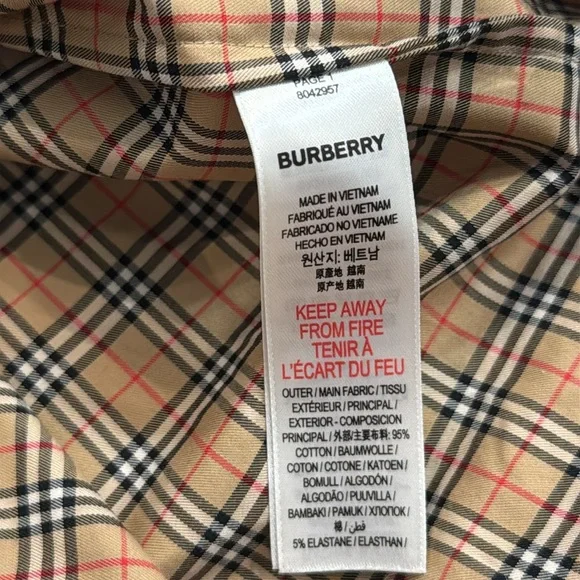 PAGE 1
8042957
BURBERRY
MADE IN VIETNAM
FABRIQUÉ AU VIETNAM
FABRICADO NO VIETNAME
HECHO EN VIETNAM
원산지: 베트남
原產地 越南
原产地 越南
KEEP AWAY
FROM FIRE
TENIR À
L'ÉCART DU FEU
OUTER / MAIN FABRIC / TISSU
EXTÉRIEUR / PRINCIPAL /
EXTERIOR - COMPOSITION
PRINCIPAL / 外部/主要布料: 95%
COTTON / BAUMWOLLE /
COTON / COTONE / KATOEN /
BOMULL / ALGODÓN /
ALGODÃO / PUUVILLA /
BAMBAKI / PAMUK / ХЛОПОК /
棉 / قطن /
5% ELASTANE / ELASTHAN /